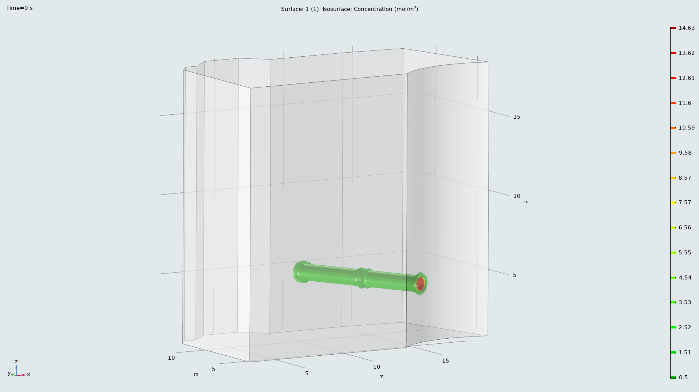 Time=0 s
Surface: 1 (1) Isosurface: Concentration (mol/m³)
14.63
13.62
12.61
11.6
10.59
9.58
8.57
7.57
6.56
5.55
4.54
3.53
2.52
1.51
0.5
15
10
m
5
10
5
m
5
10
m
15
z
y
x